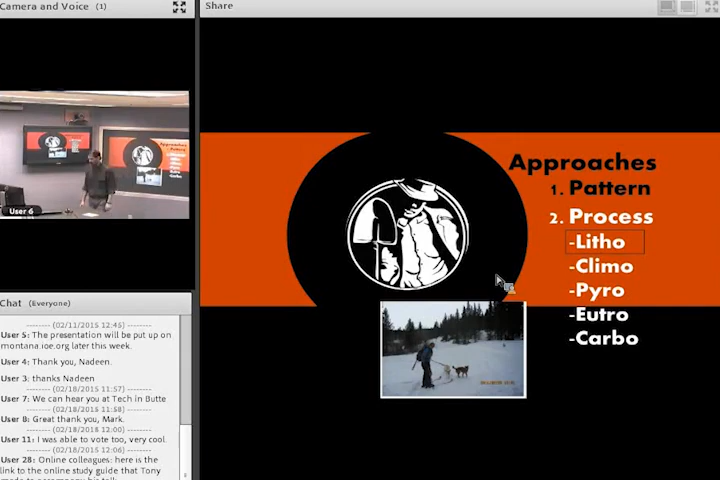 Camera and Voice (1)
Share
User 6
Approaches
1. Pattern
2. Process
-Litho
-Climo
-Pyro
-Eutro
-Carbo
Chat (Everyone)
-------- (02/11/2015 12:45) --------
User 5: The presentation will be put up on
montana.ioe.org later this week.
User 4: Thank you, Nadeen.
User 3: thanks Nadeen
-------- (02/18/2015 11:57) --------
User 7: We can hear you at Tech in Butte
-------- (02/18/2015 11:58) --------
User 8: Great thank you, Mark.
-------- (02/18/2015 12:00) --------
User 11: I was able to vote too, very cool.
-------- (02/18/2015 12:06) --------
User 28: Online colleagues: here is the
link to the online study guide that Tony
made to accompany his talk: